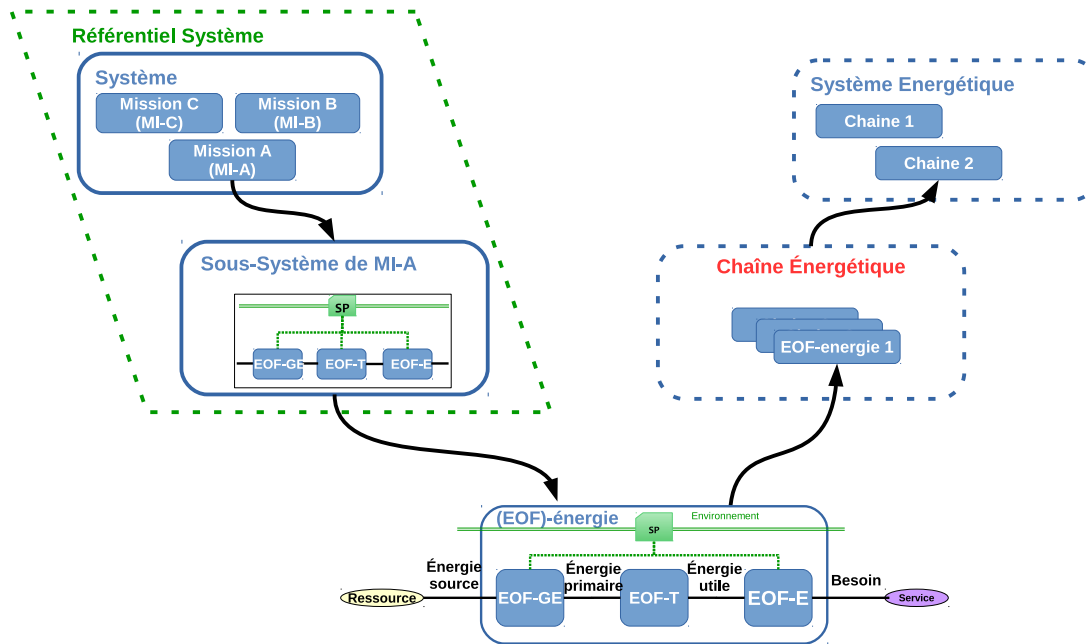 Référentiel Système
Système
Mission C
(MI-C)
Mission B
(MI-B)
Mission A
(MI-A)
Sous-Système de MI-A
SP
EOF-GE
EOF-T
EOF-E
Système Energétique
Chaine 1
Chaine 2
Chaîne Énergétique
EOF-energie 1
(EOF)-énergie
Environnement
SP
Énergie
source
Énergie
primaire
Énergie
utile
Besoin
Ressource
EOF-GE
EOF-T
EOF-E
Service